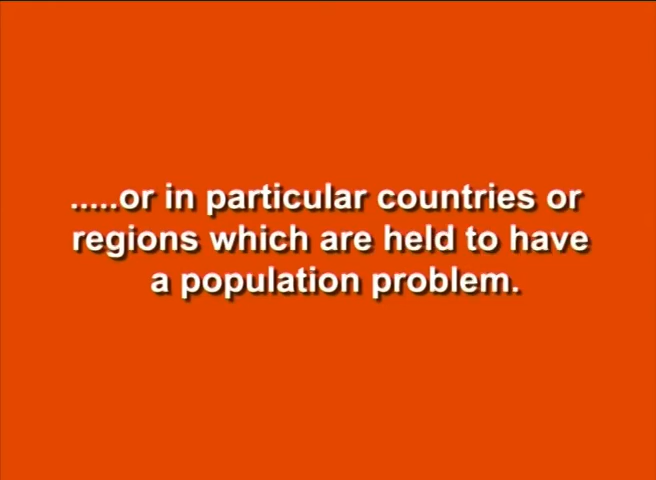 .....or in particular countries or
regions which are held to have
a population problem.